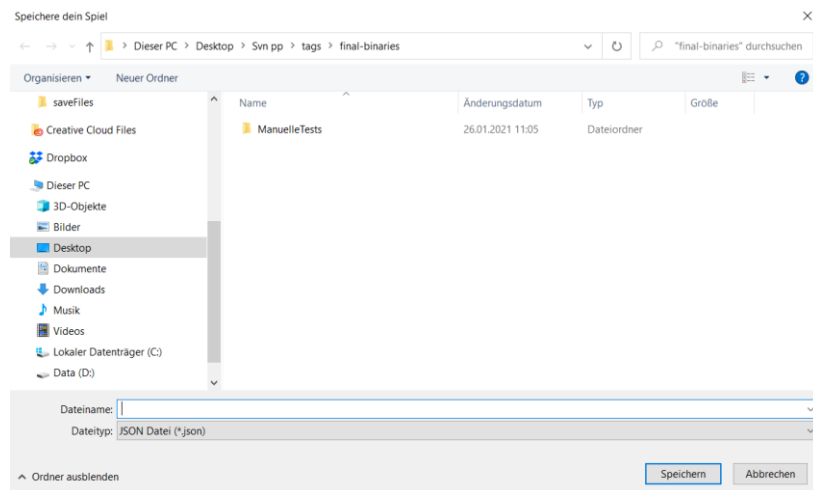 Speichere dein Spiel
Dieser PC > Desktop > Svn pp > tags > final-binaries
"final-binaries" durchsuchen
Organisieren Neuer Ordner
saveFiles
Creative Cloud Files
Dropbox
Dieser PC
3D-Objekte
Bilder
Desktop
Dokumente
Downloads
Musik
Videos
Lokaler Datenträger (C:)
Data (D:)
Name Änderungsdatum Typ Größe
ManuelleTests 26.01.2021 11:05 Dateiordner
Dateiname:
Dateityp: JSON Datei (*.json)
Ordner ausblenden
Speichern Abbrechen